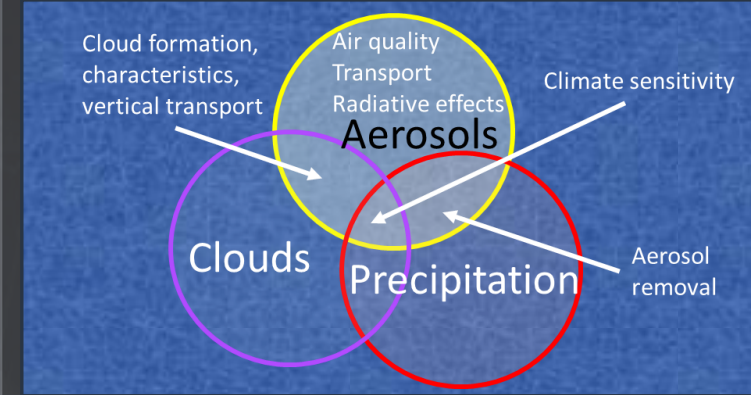 Cloud formation,
characteristics,
vertical transport
Air quality
Transport
Radiative effects
Aerosols
Climate sensitivity
Clouds
Precipitation
Aerosol
removal